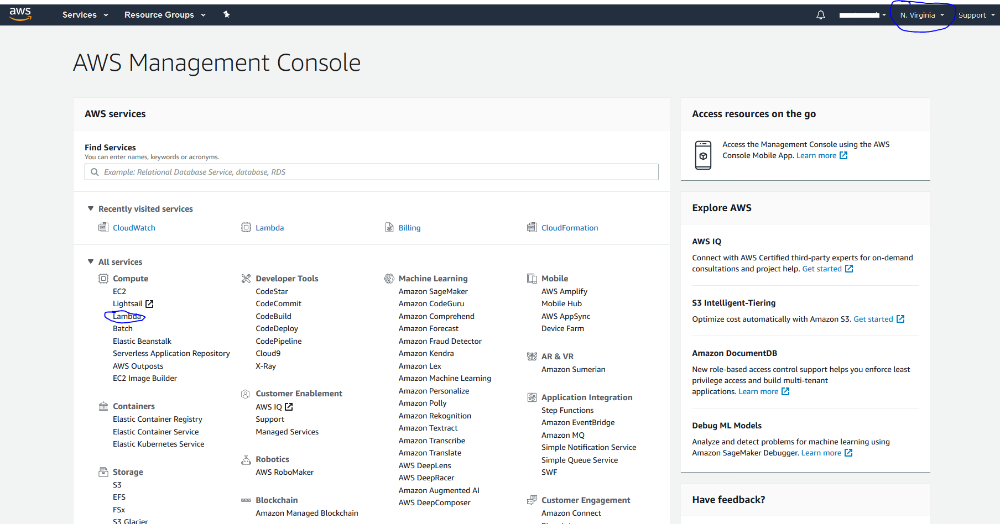 aws
Services
Resource Groups
N. Virginia
Support
AWS Management Console
AWS services
Find Services
You can enter names, keywords or acronyms.
Example: Relational Database Service, database, RDS
Recently visited services
CloudWatch
Lambda
Billing
CloudFormation
All services
Compute
EC2
Lightsail
Lambda
Batch
Elastic Beanstalk
Serverless Application Repository
AWS Outposts
EC2 Image Builder
Containers
Elastic Container Registry
Elastic Container Service
Elastic Kubernetes Service
Storage
S3
EFS
FSx
S3 Glacier
Developer Tools
CodeStar
CodeCommit
CodeBuild
CodeDeploy
CodePipeline
Cloud9
X-Ray
Customer Enablement
AWS IQ
Support
Managed Services
Robotics
AWS RoboMaker
Blockchain
Amazon Managed Blockchain
Machine Learning
Amazon SageMaker
Amazon CodeGuru
Amazon Comprehend
Amazon Forecast
Amazon Fraud Detector
Amazon Kendra
Amazon Lex
Amazon Machine Learning
Amazon Personalize
Amazon Polly
Amazon Rekognition
Amazon Textract
Amazon Transcribe
Amazon Translate
AWS DeepLens
AWS DeepRacer
Amazon Augmented AI
AWS DeepComposer
Mobile
AWS Amplify
Mobile Hub
AWS AppSync
Device Farm
AR & VR
Amazon Sumerian
Application Integration
Step Functions
Amazon EventBridge
Amazon MQ
Simple Notification Service
Simple Queue Service
SWF
Customer Engagement
Amazon Connect
Access resources on the go
Access the Management Console using the AWS
Console Mobile App. Learn more
Explore AWS
AWS IQ
Connect with AWS Certified third-party experts for on-demand
consultations and project help. Get started
S3 Intelligent-Tiering
Optimize cost automatically with Amazon S3. Get started
Amazon DocumentDB
New role-based access control support helps you enforce least
privilege access and build multi-tenant
applications. Learn more
Debug ML Models
Analyze and detect problems for machine learning using
Amazon SageMaker Debugger. Learn more
Have feedback?